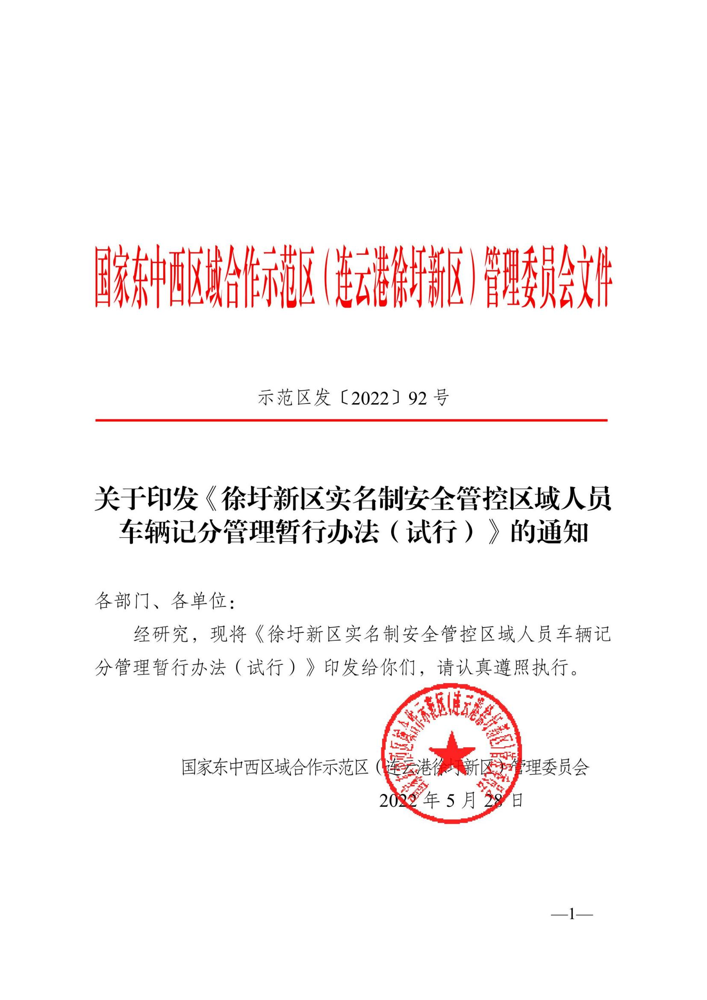 国家东中西区域合作示范区（连云港徐圩新区）管理委员会文件
示范区发〔2022〕92 号
关于印发《徐圩新区实名制安全管控区域人员
车辆记分管理暂行办法（试行）》的通知
各部门、各单位：
经研究，现将《徐圩新区实名制安全管控区域人员车辆记
分管理暂行办法（试行）》印发给你们，请认真遵照执行。
国家东中西区域合作示范区（连云港徐圩新区）管理委员会
2022 年 5 月 28 日
—1—